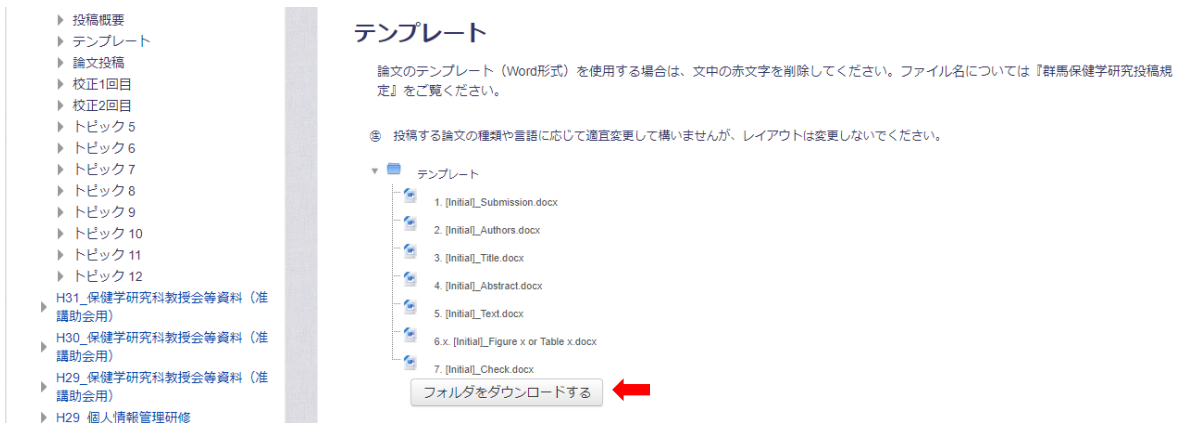 投稿概要
テンプレート
論文投稿
校正1回目
校正2回目
トピック 5
トピック 6
トピック 7
トピック 8
トピック 9
トピック 10
トピック 11
トピック 12
H31_保健学研究科教授会等資料（准
講助会用）
H30_保健学研究科教授会等資料（准
講助会用）
H29_保健学研究科教授会等資料（准
講助会用）
H29_個人情報管理研修
テンプレート
論文のテンプレート（Word形式）を使用する場合は、文中の赤文字を削除してください。ファイル名については『群馬保健学研究投稿規
定』をご覧ください。
㊟ 投稿する論文の種類や言語に応じて適宜変更して構いませんが、レイアウトは変更しないでください。
テンプレート
1. [Initial]_Submission.docx
2. [Initial]_Authors.docx
3. [Initial]_Title.docx
4. [Initial]_Abstract.docx
5. [Initial]_Text.docx
6.x. [Initial]_Figure x or Table x.docx
7. [Initial]_Check.docx
フォルダをダウンロードする